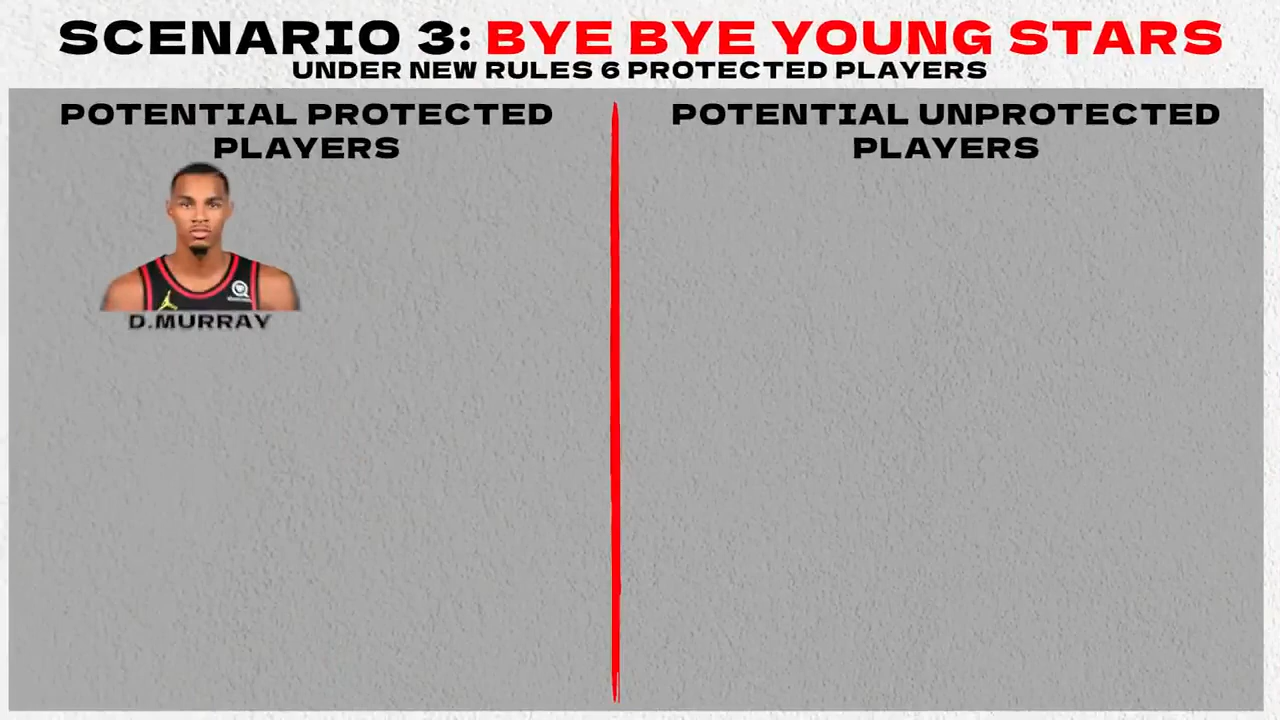 SCENARIO 3: BYE BYE YOUNG STARS
UNDER NEW RULES 6 PROTECTED PLAYERS
POTENTIAL PROTECTED
PLAYERS
D.MURRAY
POTENTIAL UNPROTECTED
PLAYERS